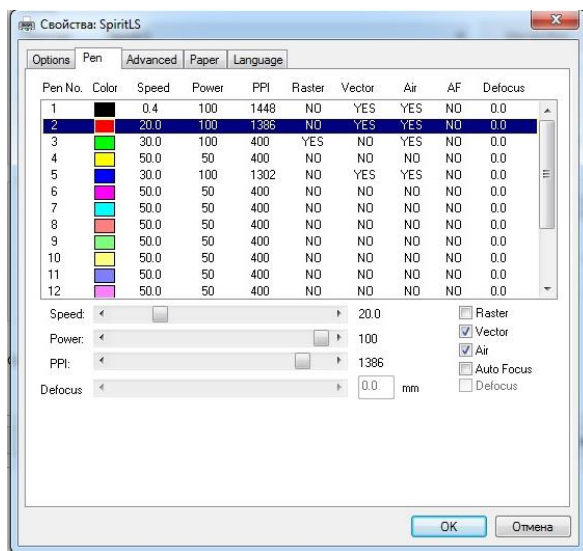 Свойства: SpiritLS
Options Pen Advanced Paper Language
Pen No. Color Speed Power PPI Raster Vector Air AF Defocus
1 0.4 100 1448 NO YES YES NO 0.0
2 20.0 100 1386 NO YES YES NO 0.0
3 30.0 100 400 YES NO YES NO 0.0
4 50.0 50 400 NO NO NO NO 0.0
5 30.0 100 1302 NO YES YES NO 0.0
6 50.0 50 400 NO NO NO NO 0.0
7 50.0 50 400 NO NO NO NO 0.0
8 50.0 50 400 NO NO NO NO 0.0
9 50.0 50 400 NO NO NO NO 0.0
10 50.0 50 400 NO NO NO NO 0.0
11 50.0 50 400 NO NO NO NO 0.0
12 50.0 50 400 NO NO NO NO 0.0
Speed: 20.0 Raster
Power: 100 Vector
Air
PPI: 1386 Auto Focus
Defocus 0.0 mm Defocus
OK Отмена